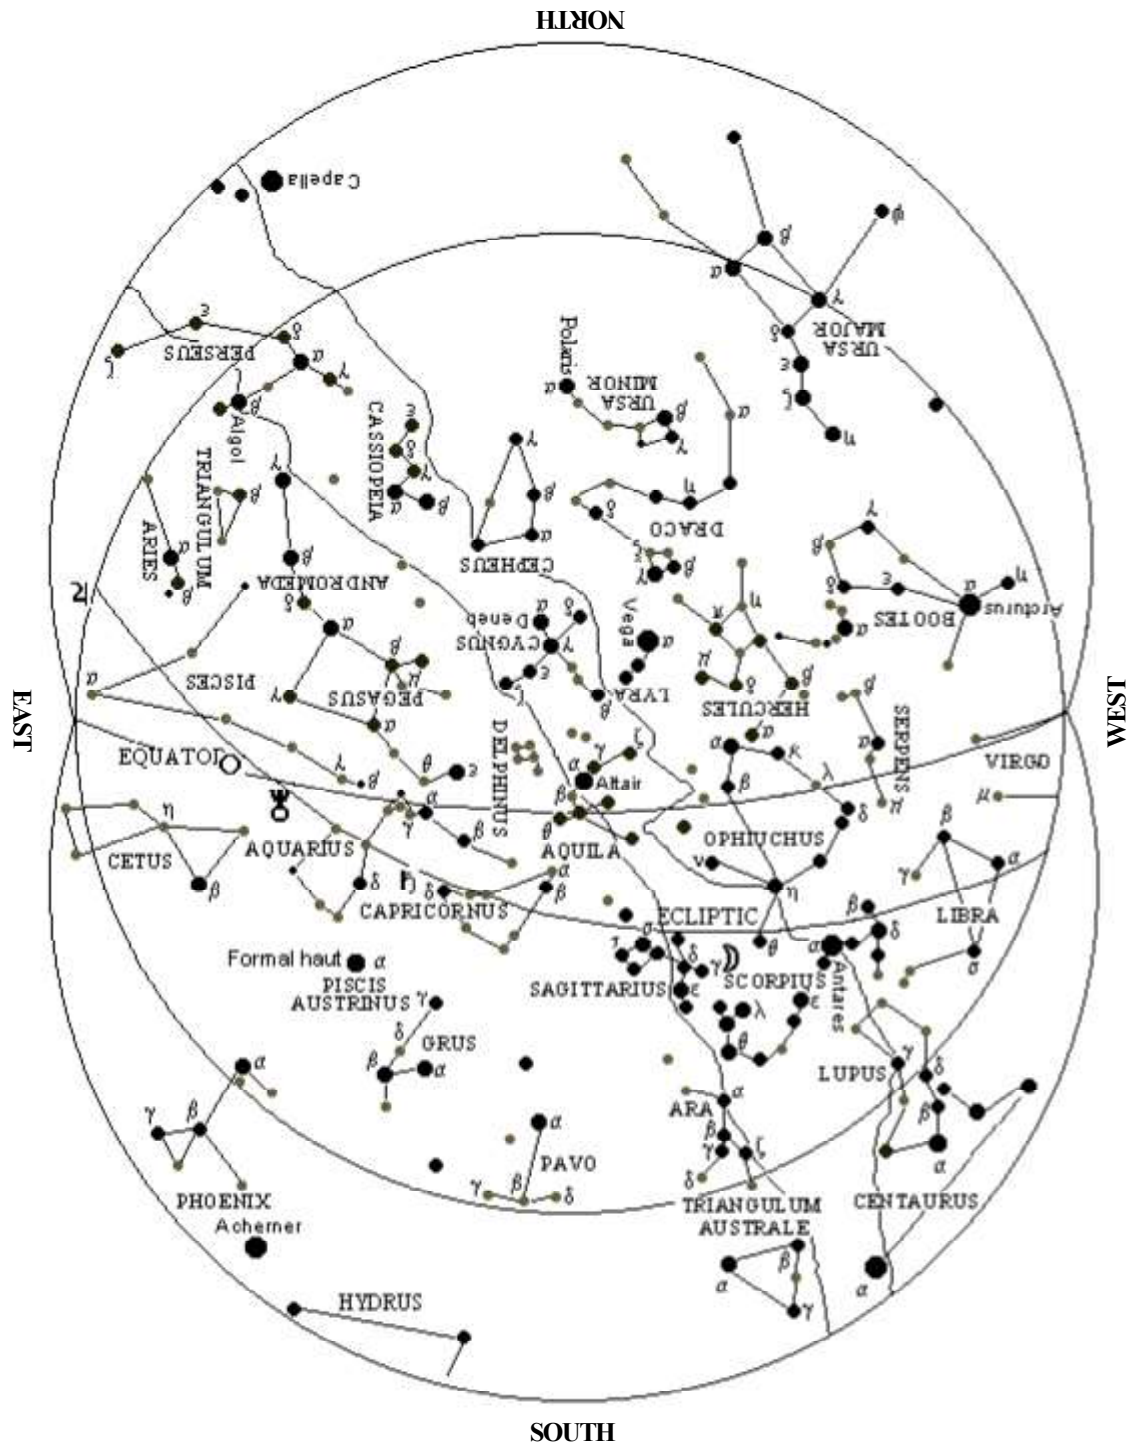 NORTH
Capella
PERSEUS
Algol
TRIANGULUM
ARIES
ANDROMEDA
CASSIOPEIA
CEPHEUS
Polaris
URSA
MINOR
URSA
MAJOR
DRACO
BOOTES
Arcturus
Deneb
CYGNUS
Vega
LYRA
HERCULES
SERPENS
PISCES
PEGASUS
DELPHINUS
EAST
WEST
EQUATOI
VIRGO
Altair
AQUILA
OPHIUCHUS
CETUS
AQUARIUS
CAPRICORNUS
ECLIPTIC
LIBRA
Formal haut
PISCIS
AUSTRINUS
SAGITTARIUS
SCORPIUS
Antares
GRUS
LUPUS
ARA
PAVO
PHOENIX
Acherner
TRIANGULUM
AUSTRALE
CENTAURUS
HYDRUS
SOUTH